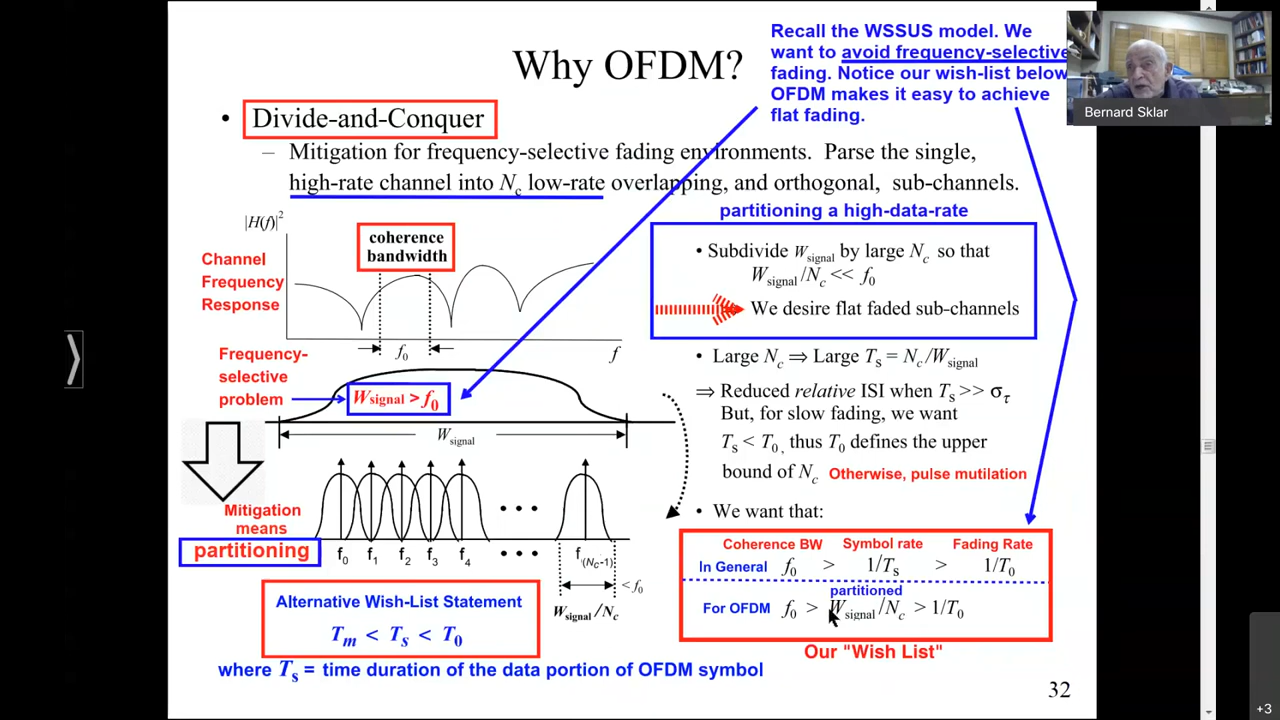 Why OFDM?
Recall the WSSUS model. We
want to avoid frequency-selective
fading. Notice our wish-list below
OFDM makes it easy to achieve
flat fading.
Bernard Sklar
• Divide-and-Conquer
– Mitigation for frequency-selective fading environments. Parse the single,
high-rate channel into Nc low-rate overlapping, and orthogonal, sub-channels.
partitioning a high-data-rate
|H(f)|²
coherence
bandwidth
Channel
Frequency
Response
f₀
f
• Subdivide Wsignal by large Nc so that
Wsignal/Nc << f₀
We desire flat faded sub-channels
Frequency-
selective
problem
Wsignal > f₀
Wsignal
• Large Nc ⇒ Large Ts = Nc/Wsignal
⇒ Reduced relative ISI when Ts >> στ
But, for slow fading, we want
Ts < T₀, thus T₀ defines the upper
bound of Nc Otherwise, pulse mutilation
Mitigation
means
partitioning
f₀ f₁ f₂ f₃ f₄ • • • f(Nc-1)
< f₀
Wsignal/Nc
• We want that:
Coherence BW Symbol rate Fading Rate
In General f₀ > 1/Ts > 1/T₀
partitioned
For OFDM f₀ > Wsignal/Nc > 1/T₀
Our "Wish List"
Alternative Wish-List Statement
Tm < Ts < T₀
where Ts = time duration of the data portion of OFDM symbol
32
+3